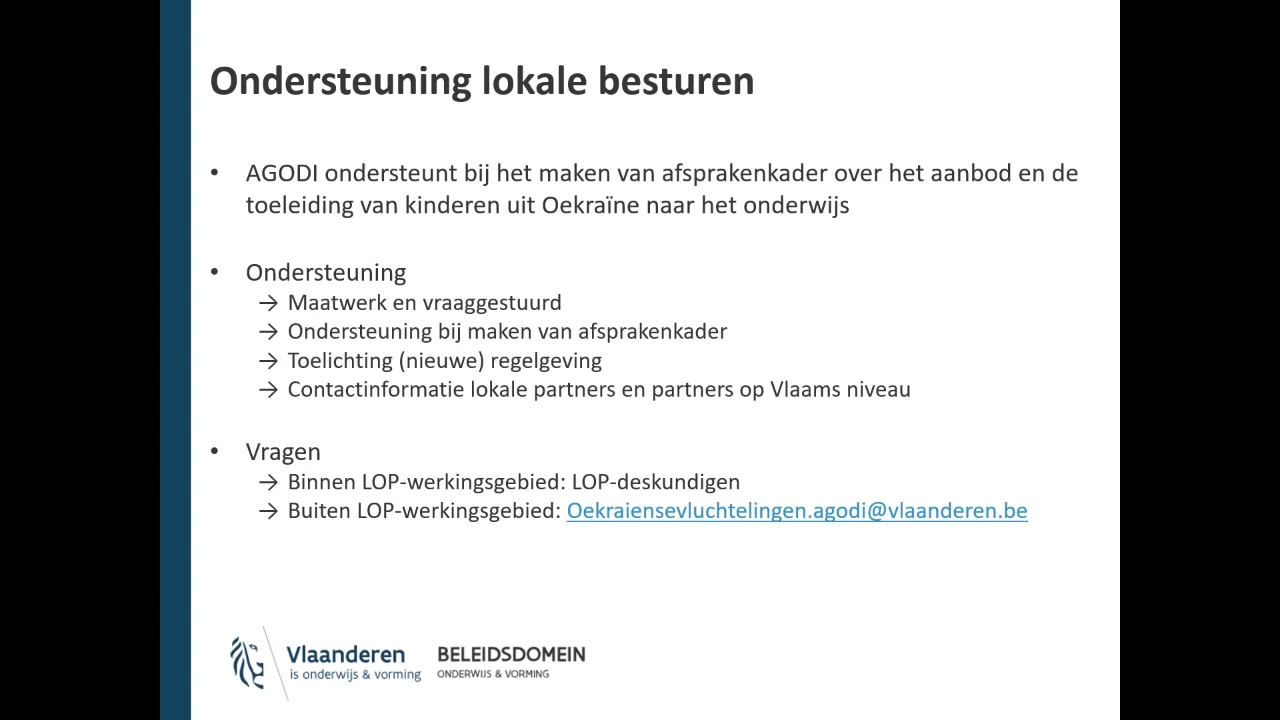 Ondersteuning lokale besturen
• AGODI ondersteunt bij het maken van afsprakenkader over het aanbod en de
toeleiding van kinderen uit Oekraïne naar het onderwijs
• Ondersteuning
→ Maatwerk en vraaggestuurd
→ Ondersteuning bij maken van afsprakenkader
→ Toelichting (nieuwe) regelgeving
→ Contactinformatie lokale partners en partners op Vlaams niveau
• Vragen
→ Binnen LOP-werkingsgebied: LOP-deskundigen
→ Buiten LOP-werkingsgebied: Oekraiensevluchtelingen.agodi@vlaanderen.be
Vlaanderen
is onderwijs & vorming
BELEIDSDOMEIN
ONDERWIJS & VORMING